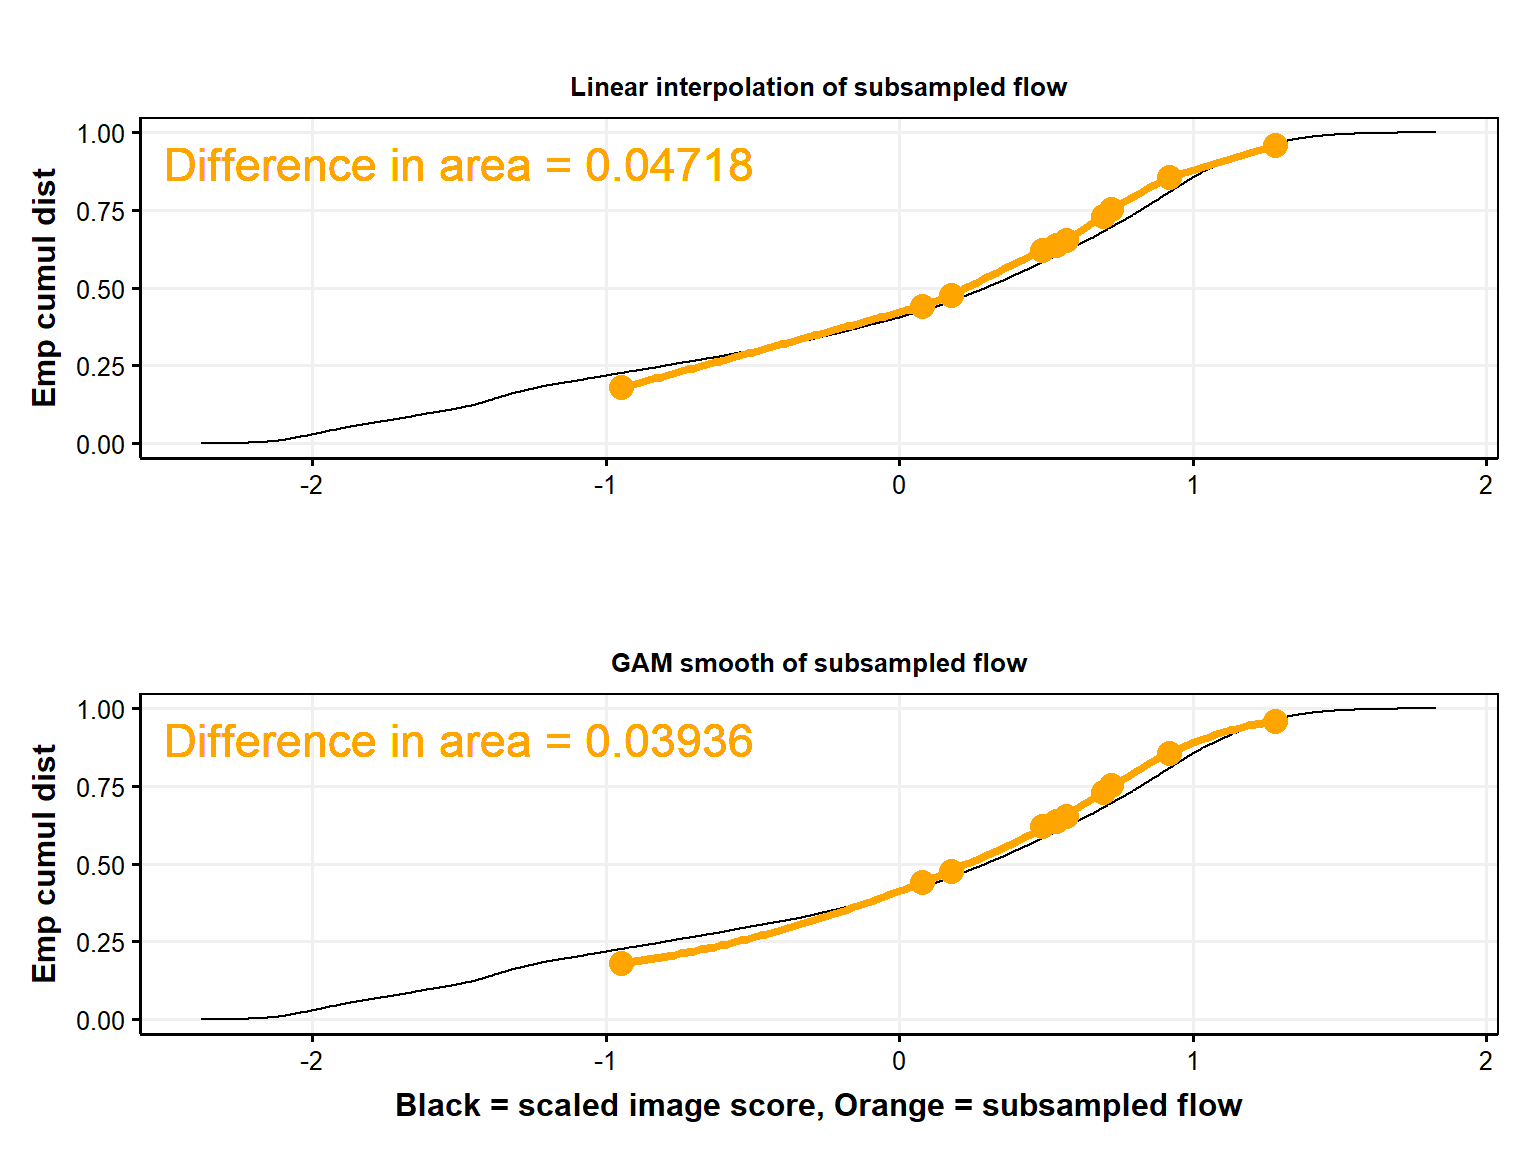 Linear interpolation of subsampled flow
Difference in area = 0.04718
Emp cumul dist
1.00
0.75
0.50
0.25
0.00
-2
-1
0
1
2
GAM smooth of subsampled flow
Difference in area = 0.03936
Emp cumul dist
1.00
0.75
0.50
0.25
0.00
-2
-1
0
1
2
Black = scaled image score, Orange = subsampled flow